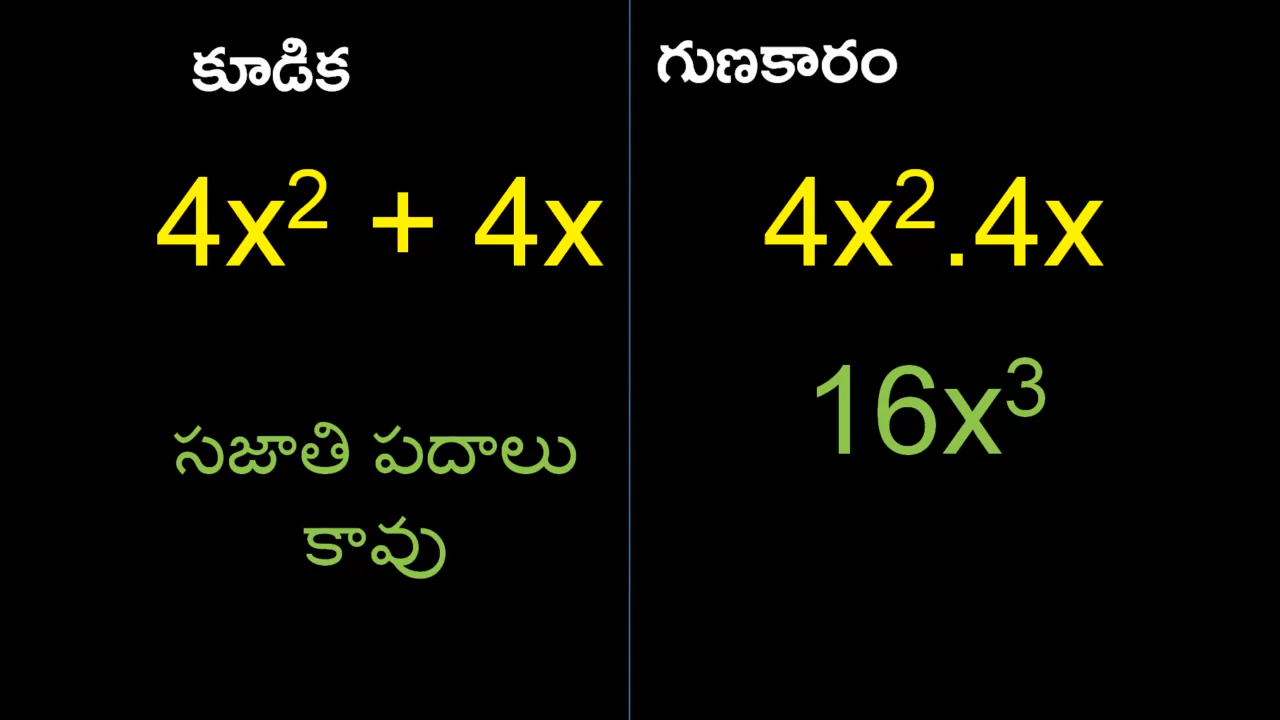 కూడిక
4x² + 4x
సజాతి పదాలు
కావు
గుణకారం
4x².4x
16x³